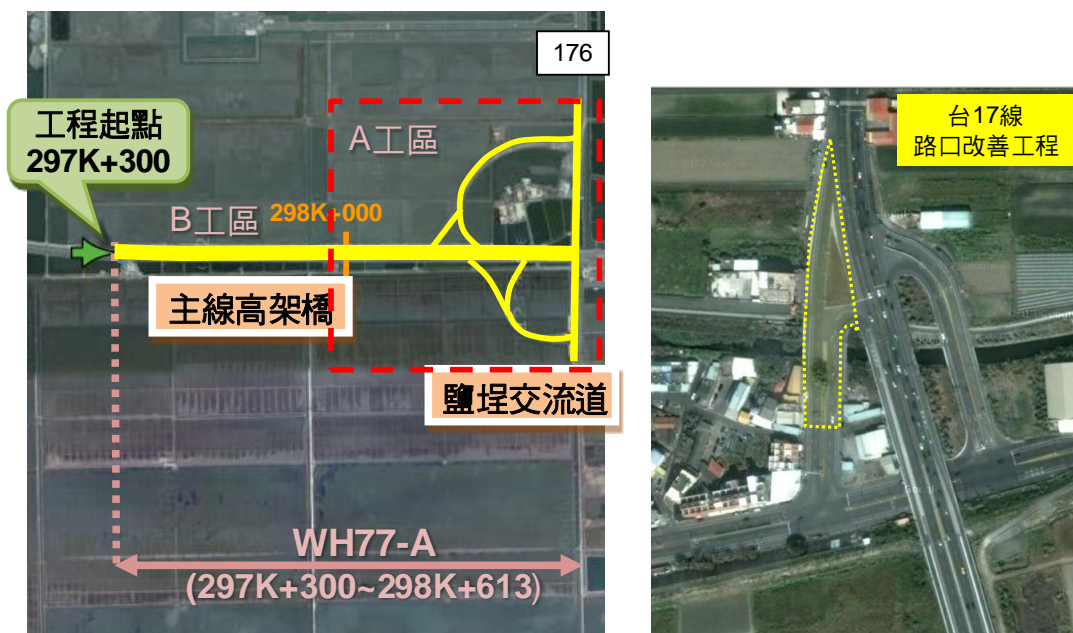 176
工程起點
297K+300
A工區
B工區
298K+000
主線高架橋
鹽埕交流道
WH77-A
(297K+300~298K+613)
台17線
路口改善工程